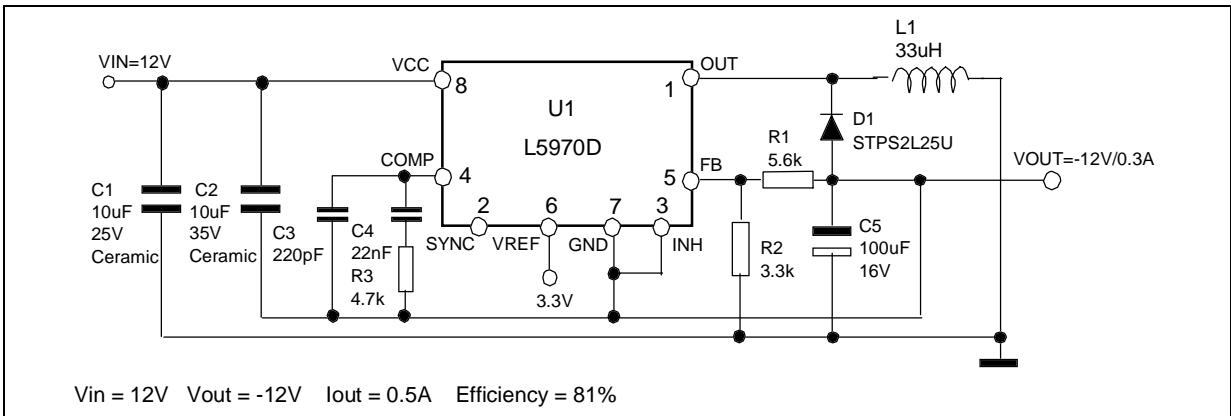 L1
33uH
VIN=12V
VCC
OUT
8
1
U1
L5970D
D1
STPS2L25U
R1
5.6k
COMP
4
FB
5
VOUT=-12V/0.3A
C1
10uF
25V
Ceramic
C2
10uF
35V
Ceramic
C3
220pF
C4
22nF
R3
4.7k
2
6
7
3
SYNC
VREF
GND
INH
3.3V
R2
3.3k
C5
100uF
16V
Vin = 12V Vout = -12V Iout = 0.5A Efficiency = 81%